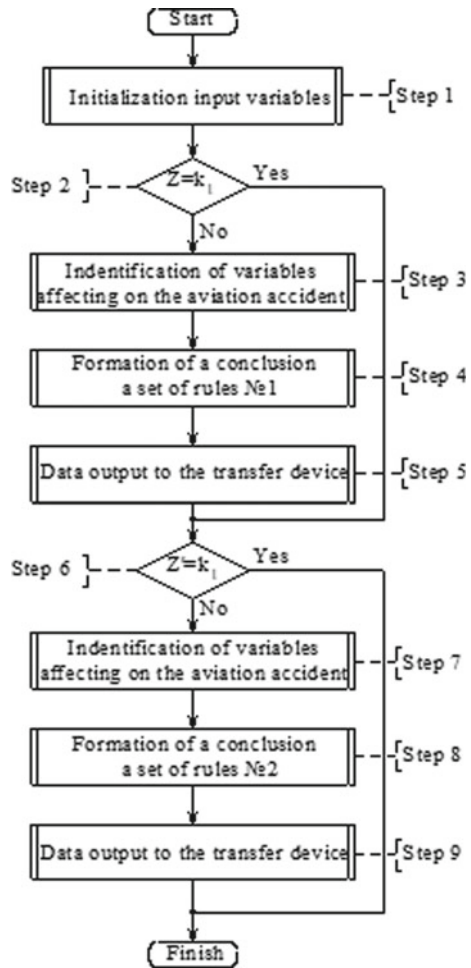 Start
Initialization input variables
Step 1
Step 2
Z=k₁
Yes
No
Indentification of variables
affecting on the aviation accident
Step 3
Formation of a conclusion
a set of rules №1
Step 4
Data output to the transfer device
Step 5
Step 6
Z'=k₁
Yes
No
Indentification of variables
affecting on the aviation accident
Step 7
Formation of a conclusion
a set of rules №2
Step 8
Data output to the transfer device
Step 9
Finish